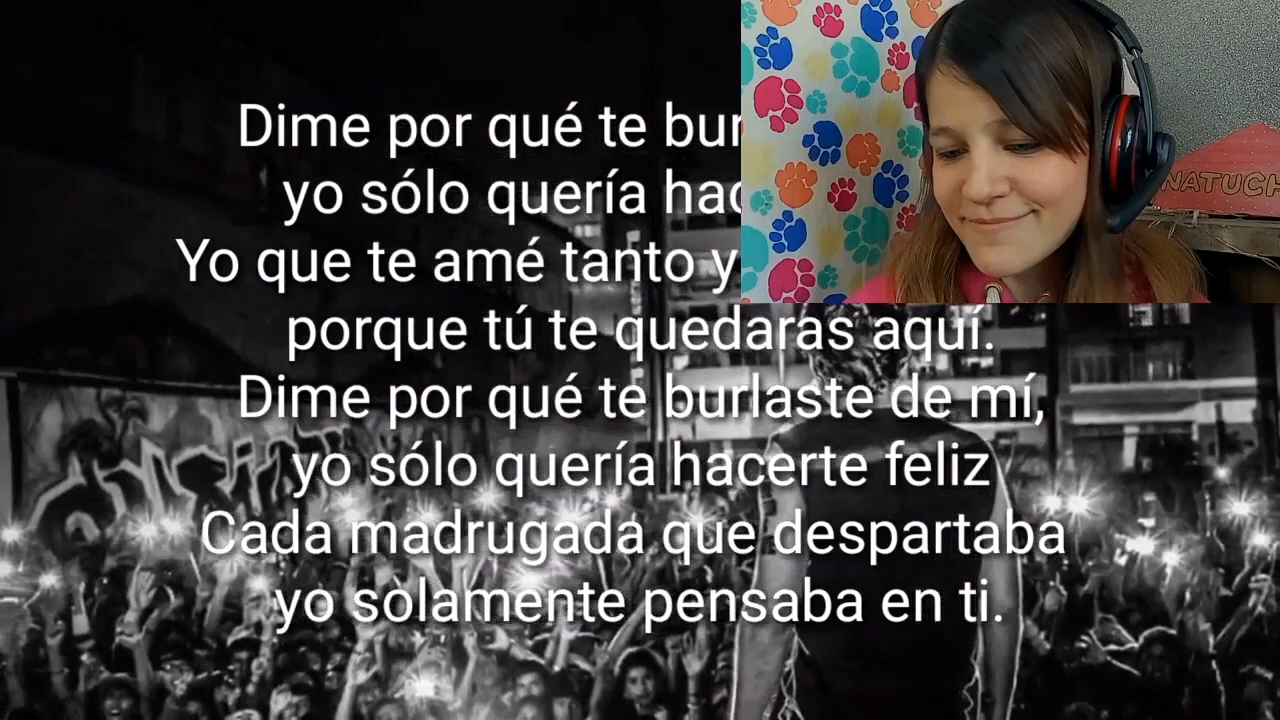 Dime por qué te bur
yo sólo quería hac
Yo que te amé tanto y
porque tú te quedaras aquí.
Dime por qué te burlaste de mí,
yo sólo quería hacerte feliz
Cada madrugada que despartaba
yo solamente pensaba en ti.
NATUCH